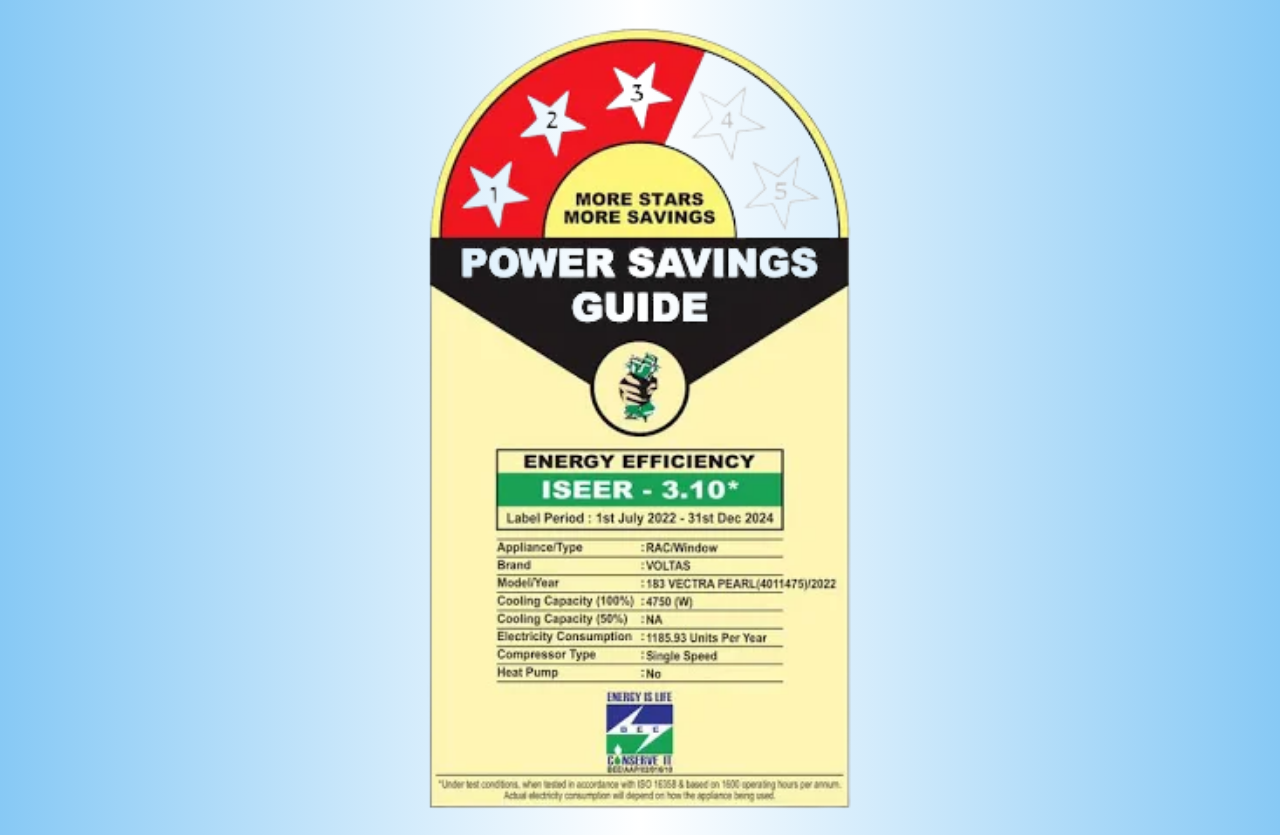 1
2
3
4
5
MORE STARS
MORE SAVINGS
POWER SAVINGS
GUIDE
ENERGY EFFICIENCY
ISEER - 3.10*
Label Period : 1st July 2022 - 31st Dec 2024
Appliance/Type : RAC/Window
Brand : VOLTAS
Model/Year : 183 VECTRA PEARL(4011475)/2022
Cooling Capacity (100%) : 4750 (W)
Cooling Capacity (50%) : NA
Electricity Consumption : 1185.93 Units Per Year
Compressor Type : Single Speed
Heat Pump : No
ENERGY IS LIFE
BEE
CONSERVE IT
*Under test conditions, when tested in accordance with ISO 16358 & based on 1600 operating hours per annum.
Actual electricity consumption will depend on how the appliance being used.